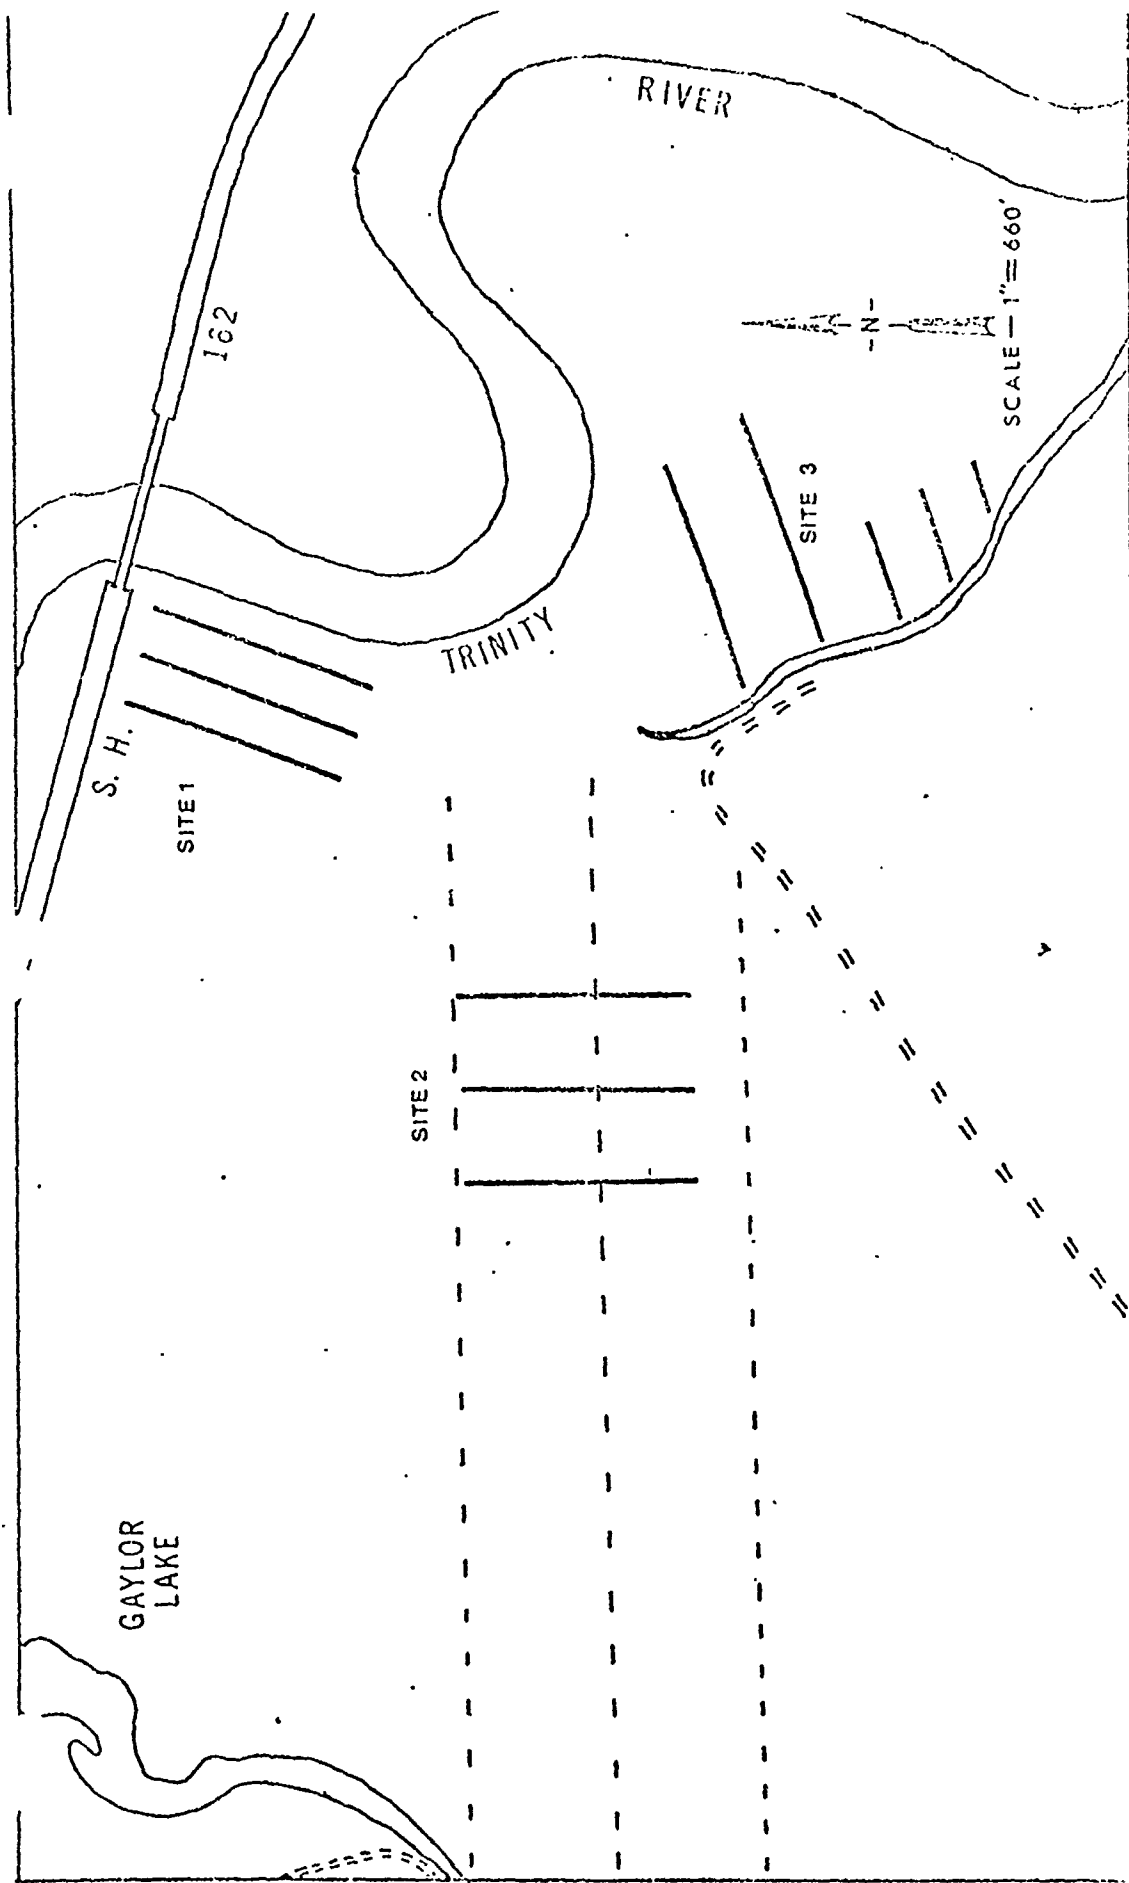 S. H. 162
SITE 1
TRINITY RIVER
SITE 2
SITE 3
GAYLOR
LAKE
-N-
SCALE — 1"=660'